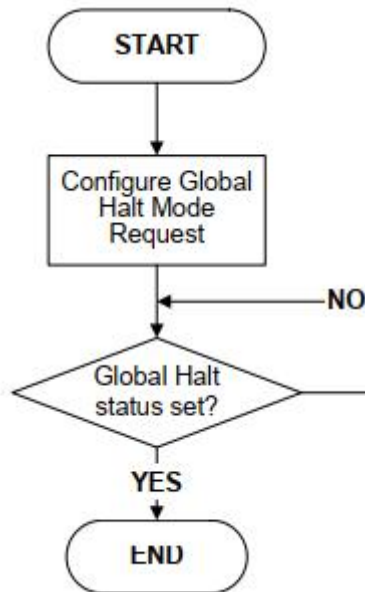 START
Configure Global
Halt Mode
Request
NO
Global Halt
status set?
YES
END